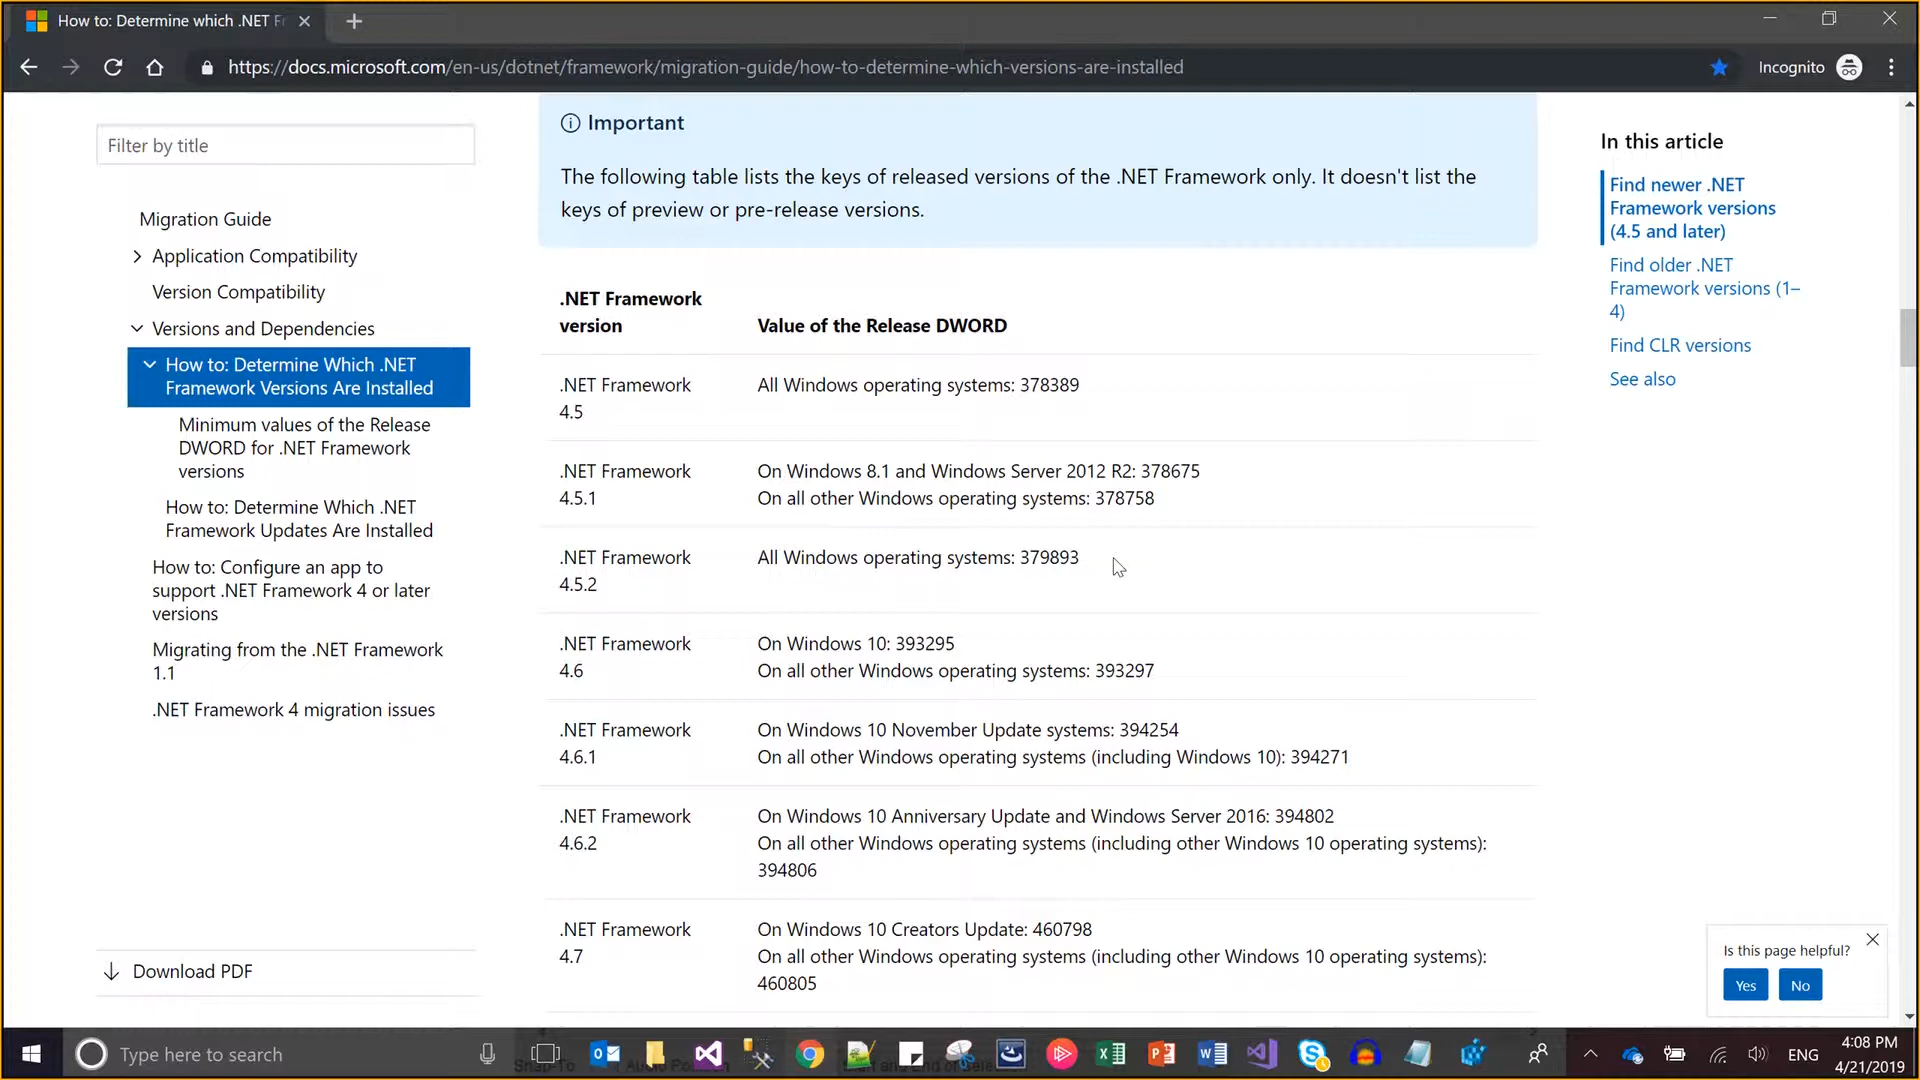 How to: Determine which .NET Fr
https://docs.microsoft.com/en-us/dotnet/framework/migration-guide/how-to-determine-which-versions-are-installed
Incognito
Filter by title
Migration Guide
Application Compatibility
Version Compatibility
Versions and Dependencies
How to: Determine Which .NET
Framework Versions Are Installed
Minimum values of the Release
DWORD for .NET Framework
versions
How to: Determine Which .NET
Framework Updates Are Installed
How to: Configure an app to
support .NET Framework 4 or later
versions
Migrating from the .NET Framework
1.1
.NET Framework 4 migration issues
Download PDF
Important
The following table lists the keys of released versions of the .NET Framework only. It doesn't list the
keys of preview or pre-release versions.
.NET Framework
version
Value of the Release DWORD
.NET Framework
4.5
All Windows operating systems: 378389
.NET Framework
4.5.1
On Windows 8.1 and Windows Server 2012 R2: 378675
On all other Windows operating systems: 378758
.NET Framework
4.5.2
All Windows operating systems: 379893
.NET Framework
4.6
On Windows 10: 393295
On all other Windows operating systems: 393297
.NET Framework
4.6.1
On Windows 10 November Update systems: 394254
On all other Windows operating systems (including Windows 10): 394271
.NET Framework
4.6.2
On Windows 10 Anniversary Update and Windows Server 2016: 394802
On all other Windows operating systems (including other Windows 10 operating systems):
394806
.NET Framework
4.7
On Windows 10 Creators Update: 460798
On all other Windows operating systems (including other Windows 10 operating systems):
460805
In this article
Find newer .NET
Framework versions
(4.5 and later)
Find older .NET
Framework versions (1–
4)
Find CLR versions
See also
Is this page helpful?
Yes
No
Type here to search
ENG
4:08 PM
4/21/2019